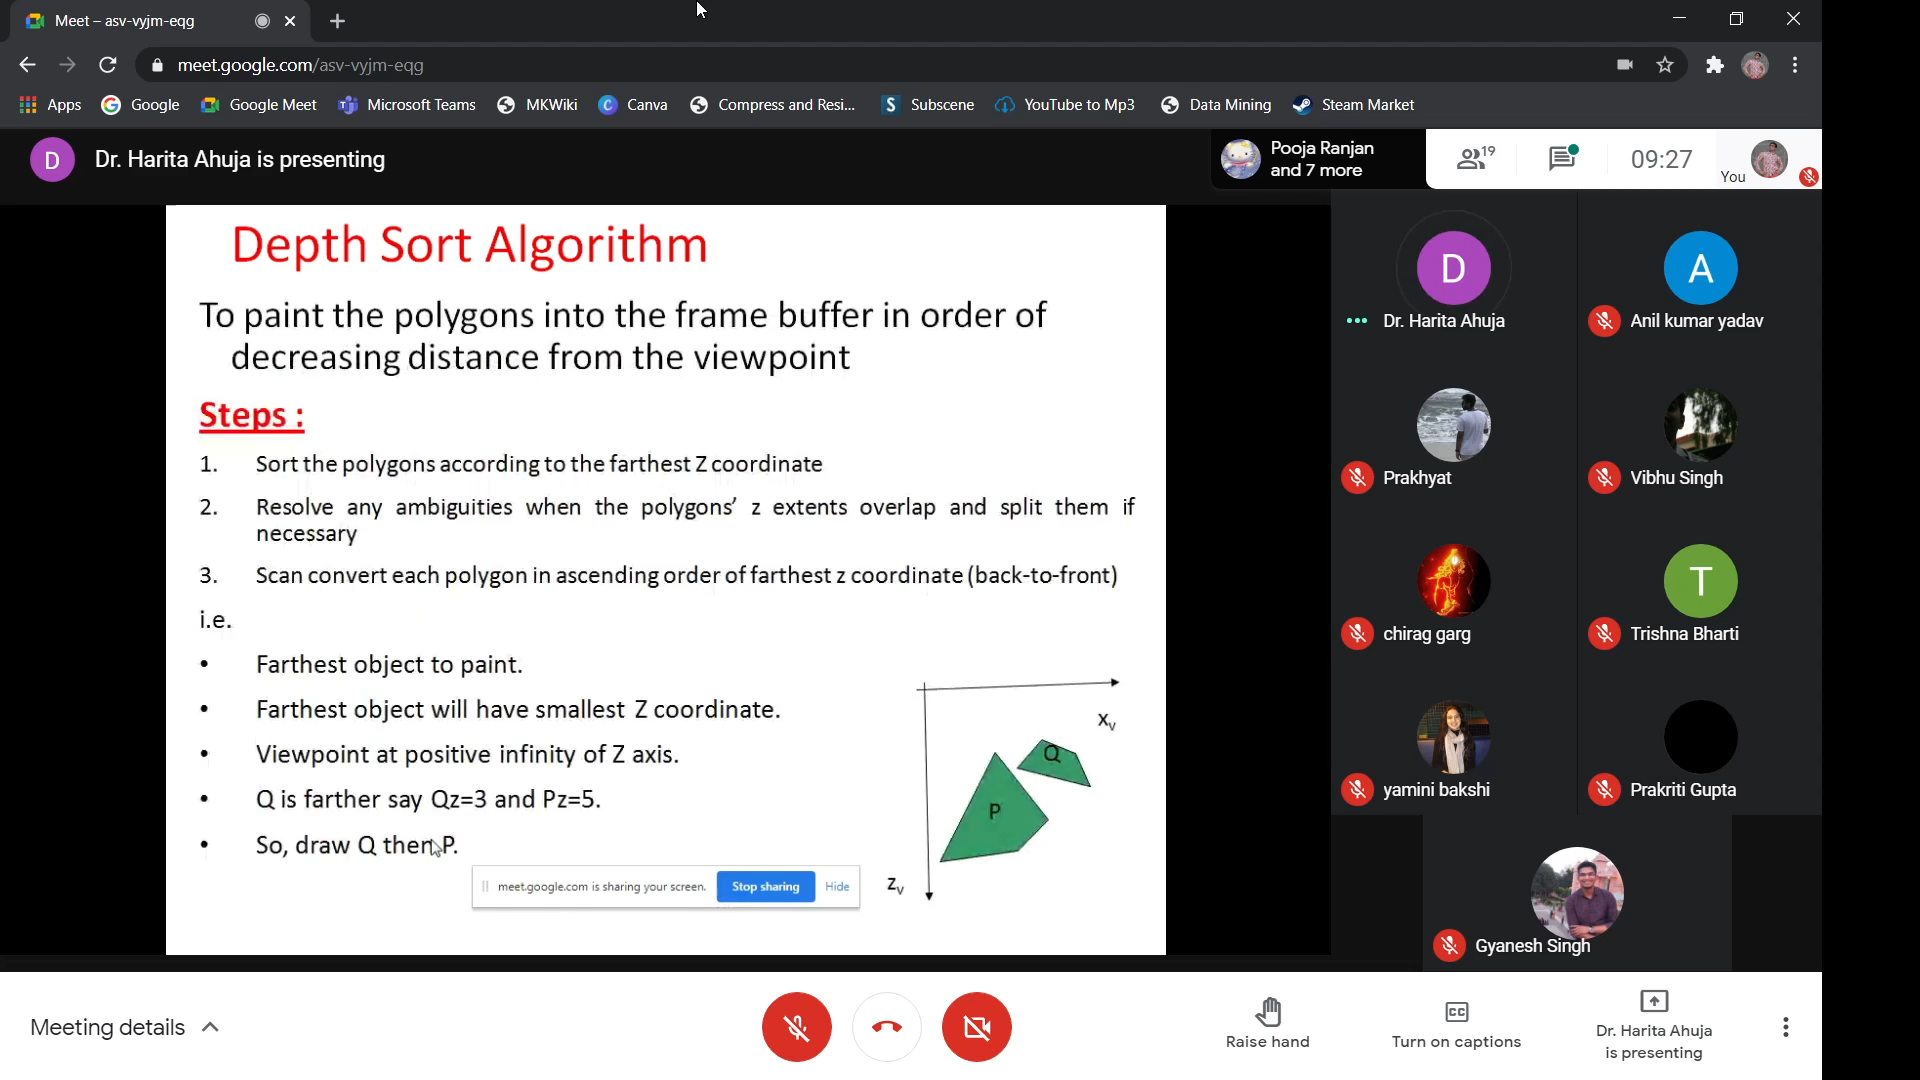 Meet – asv-vyjm-eqg
meet.google.com/asv-vyjm-eqg
Apps Google Google Meet Microsoft Teams MKWiki Canva Compress and Resi... Subscene YouTube to Mp3 Data Mining Steam Market
D Dr. Harita Ahuja is presenting
Pooja Ranjan
and 7 more
19
09:27
You
Depth Sort Algorithm
To paint the polygons into the frame buffer in order of
decreasing distance from the viewpoint
Steps :
1. Sort the polygons according to the farthest Z coordinate
2. Resolve any ambiguities when the polygons’ z extents overlap and split them if
necessary
3. Scan convert each polygon in ascending order of farthest z coordinate (back-to-front)
i.e.
• Farthest object to paint.
• Farthest object will have smallest Z coordinate.
• Viewpoint at positive infinity of Z axis.
• Q is farther say Qz=3 and Pz=5.
• So, draw Q then P.
Xv
Q
P
Zv
meet.google.com is sharing your screen. Stop sharing Hide
D
Dr. Harita Ahuja
A
Anil kumar yadav
Prakhyat
Vibhu Singh
chirag garg
T
Trishna Bharti
yamini bakshi
Prakriti Gupta
Gyanesh Singh
Meeting details
Raise hand
CC
Turn on captions
Dr. Harita Ahuja
is presenting